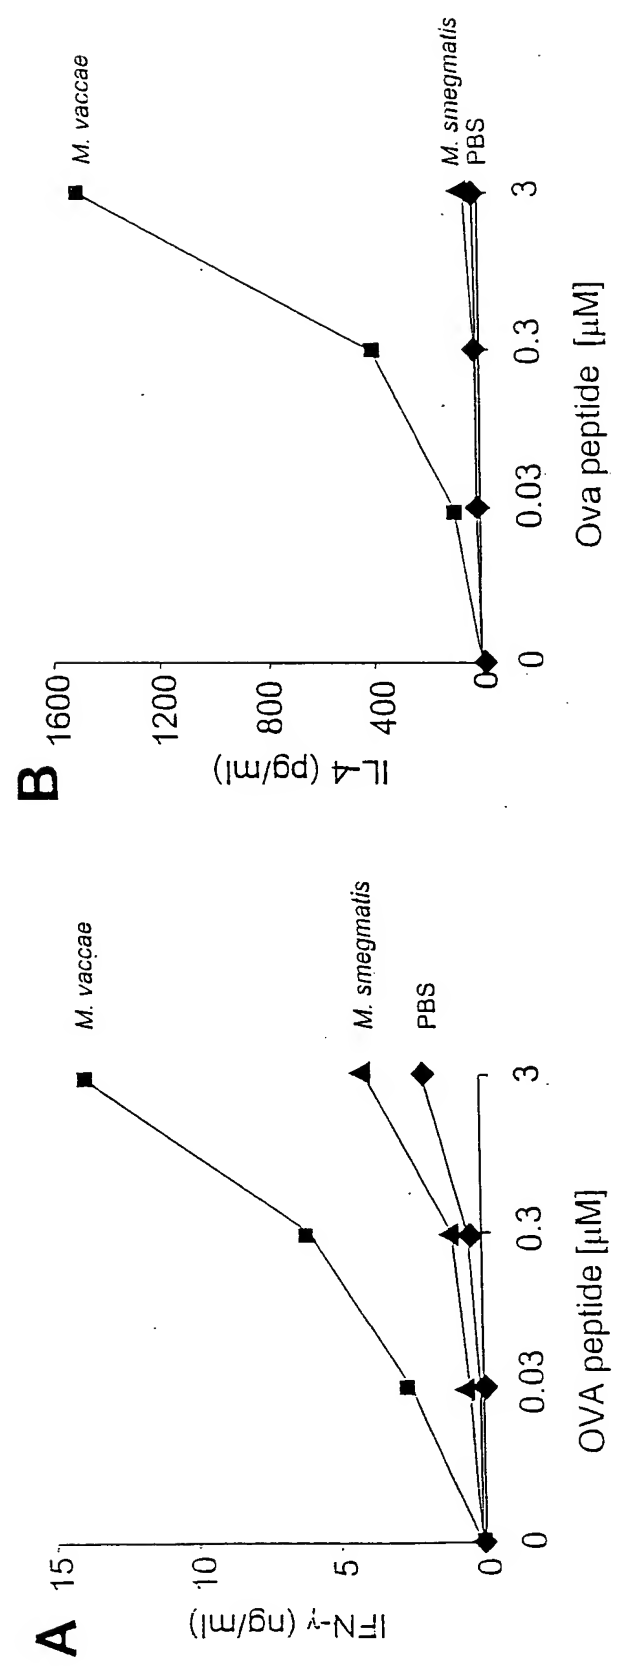 A
IFN-γ (ng/ml)
15
10
5
0
0
0.03
0.3
3
OVA peptide [μM]
M. vaccae
M. smegmatis
PBS
B
IL-4 (pg/ml)
1600
1200
800
400
0
0
0.03
0.3
3
Ova peptide [μM]
M. vaccae
M. smegmatis
PBS